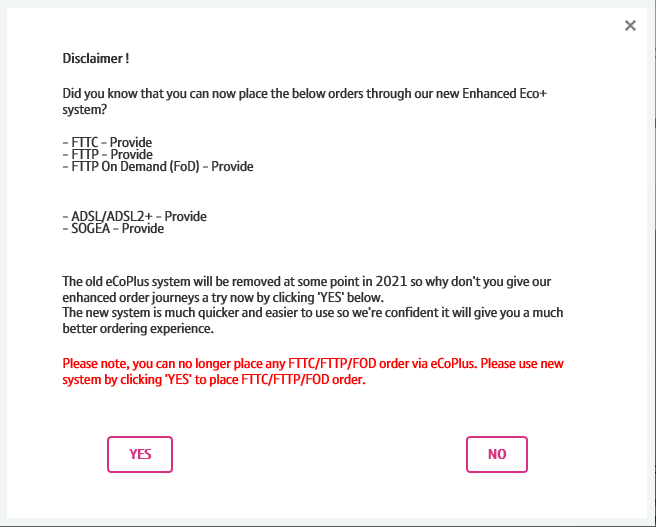 ×
Disclaimer !
Did you know that you can now place the below orders through our new Enhanced Eco+
system?
- FTTC - Provide
- FTTP - Provide
- FTTP On Demand (FoD) - Provide
- ADSL/ADSL2+ - Provide
- SOGEA - Provide
The old eCoPlus system will be removed at some point in 2021 so why don't you give our
enhanced order journeys a try now by clicking 'YES' below.
The new system is much quicker and easier to use so we're confident it will give you a much
better ordering experience.
Please note, you can no longer place any FTTC/FTTP/FOD order via eCoPlus. Please use new
system by clicking 'YES' to place FTTC/FTTP/FOD order.
YES
NO